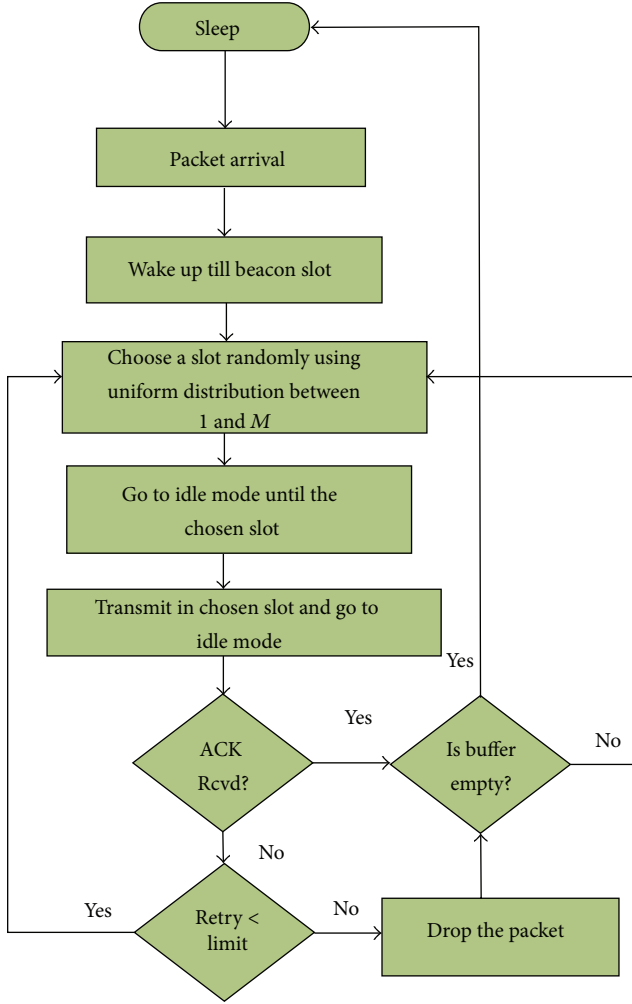 Sleep
Packet arrival
Wake up till beacon slot
Choose a slot randomly using
uniform distribution between
1 and M
Go to idle mode until the
chosen slot
Transmit in chosen slot and go to
idle mode
Yes
ACK
Rcvd?
Yes
Is buffer
empty?
No
No
Yes
Retry <
limit
No
Drop the packet